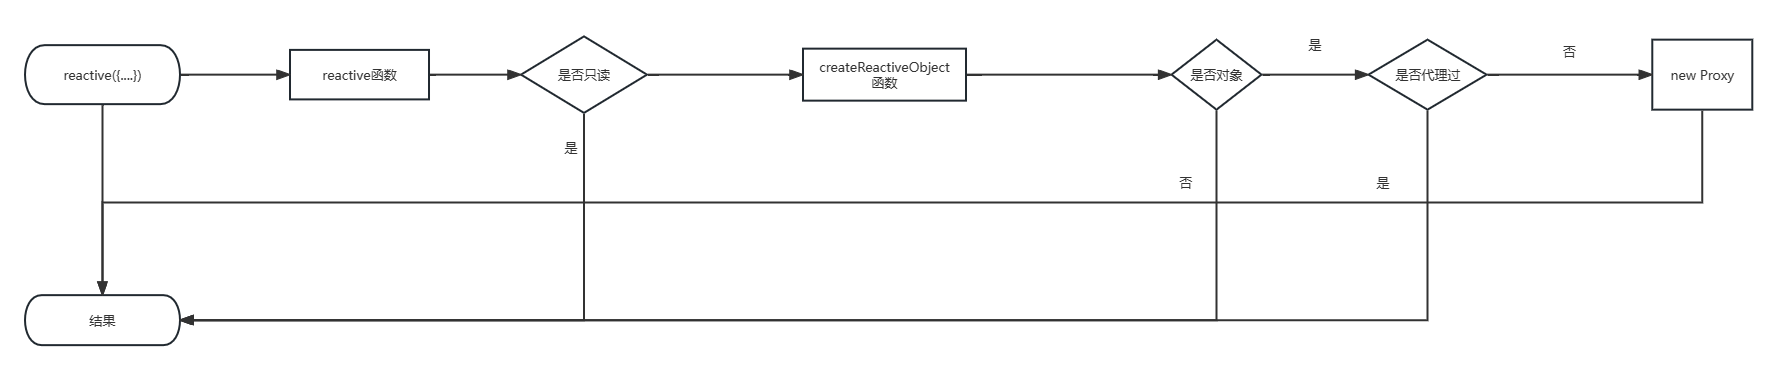 reactive({....})
reactive函数
是否只读
createReactiveObject
函数
是否对象
是
是否代理过
否
new Proxy
是
否
是
结果